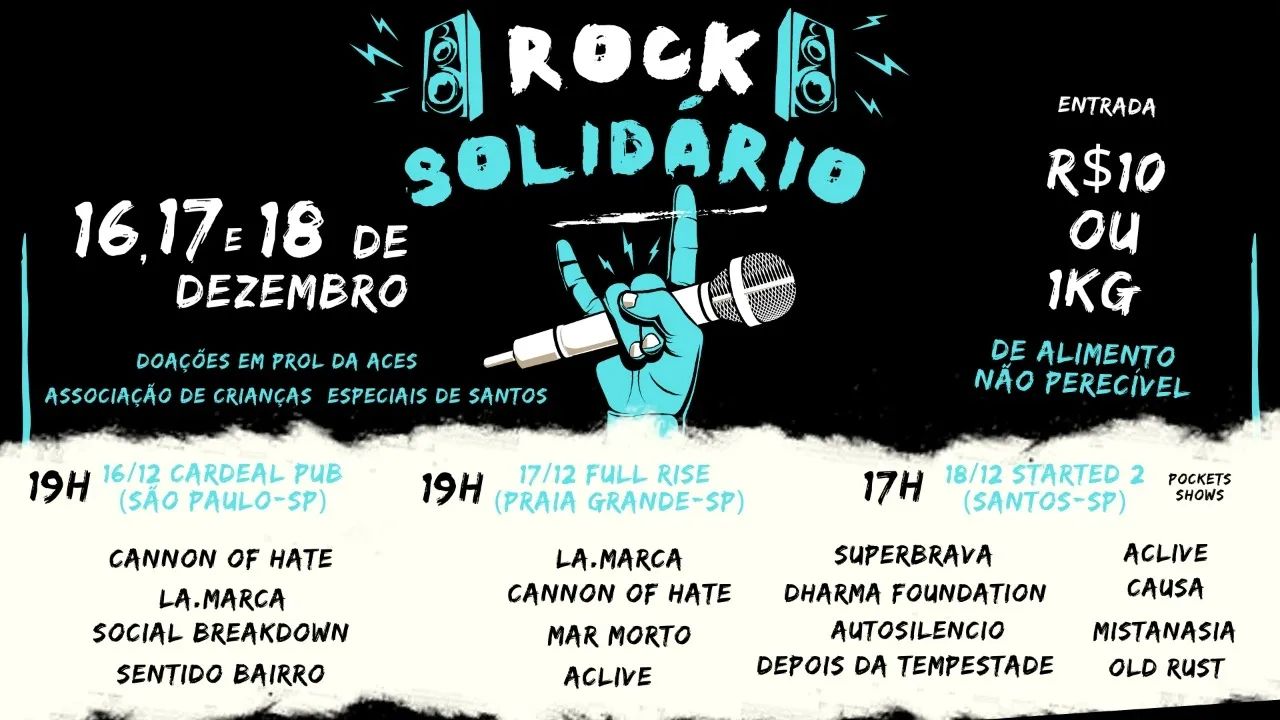 ROCK
SOLIDÁRIO
16, 17 E 18 DE
DEZEMBRO
DOAÇÕES EM PROL DA ACES
ASSOCIAÇÃO DE CRIANÇAS ESPECIAIS DE SANTOS
ENTRADA
R$10
OU
1KG
DE ALIMENTO
NÃO PERECÍVEL
19H 16/12 CARDEAL PUB
(SÃO PAULO-SP)
CANNON OF HATE
LA.MARCA
SOCIAL BREAKDOWN
SENTIDO BAIRRO
19H 17/12 FULL RISE
(PRAIA GRANDE-SP)
LA.MARCA
CANNON OF HATE
MAR MORTO
ACLIVE
17H 18/12 STARTED 2
(SANTOS-SP)
SUPERBRAVA
DHARMA FOUNDATION
AUTOSILENCIO
DEPOIS DA TEMPESTADE
POCKETS
SHOWS
ACLIVE
CAUSA
MISTANASIA
OLD RUST